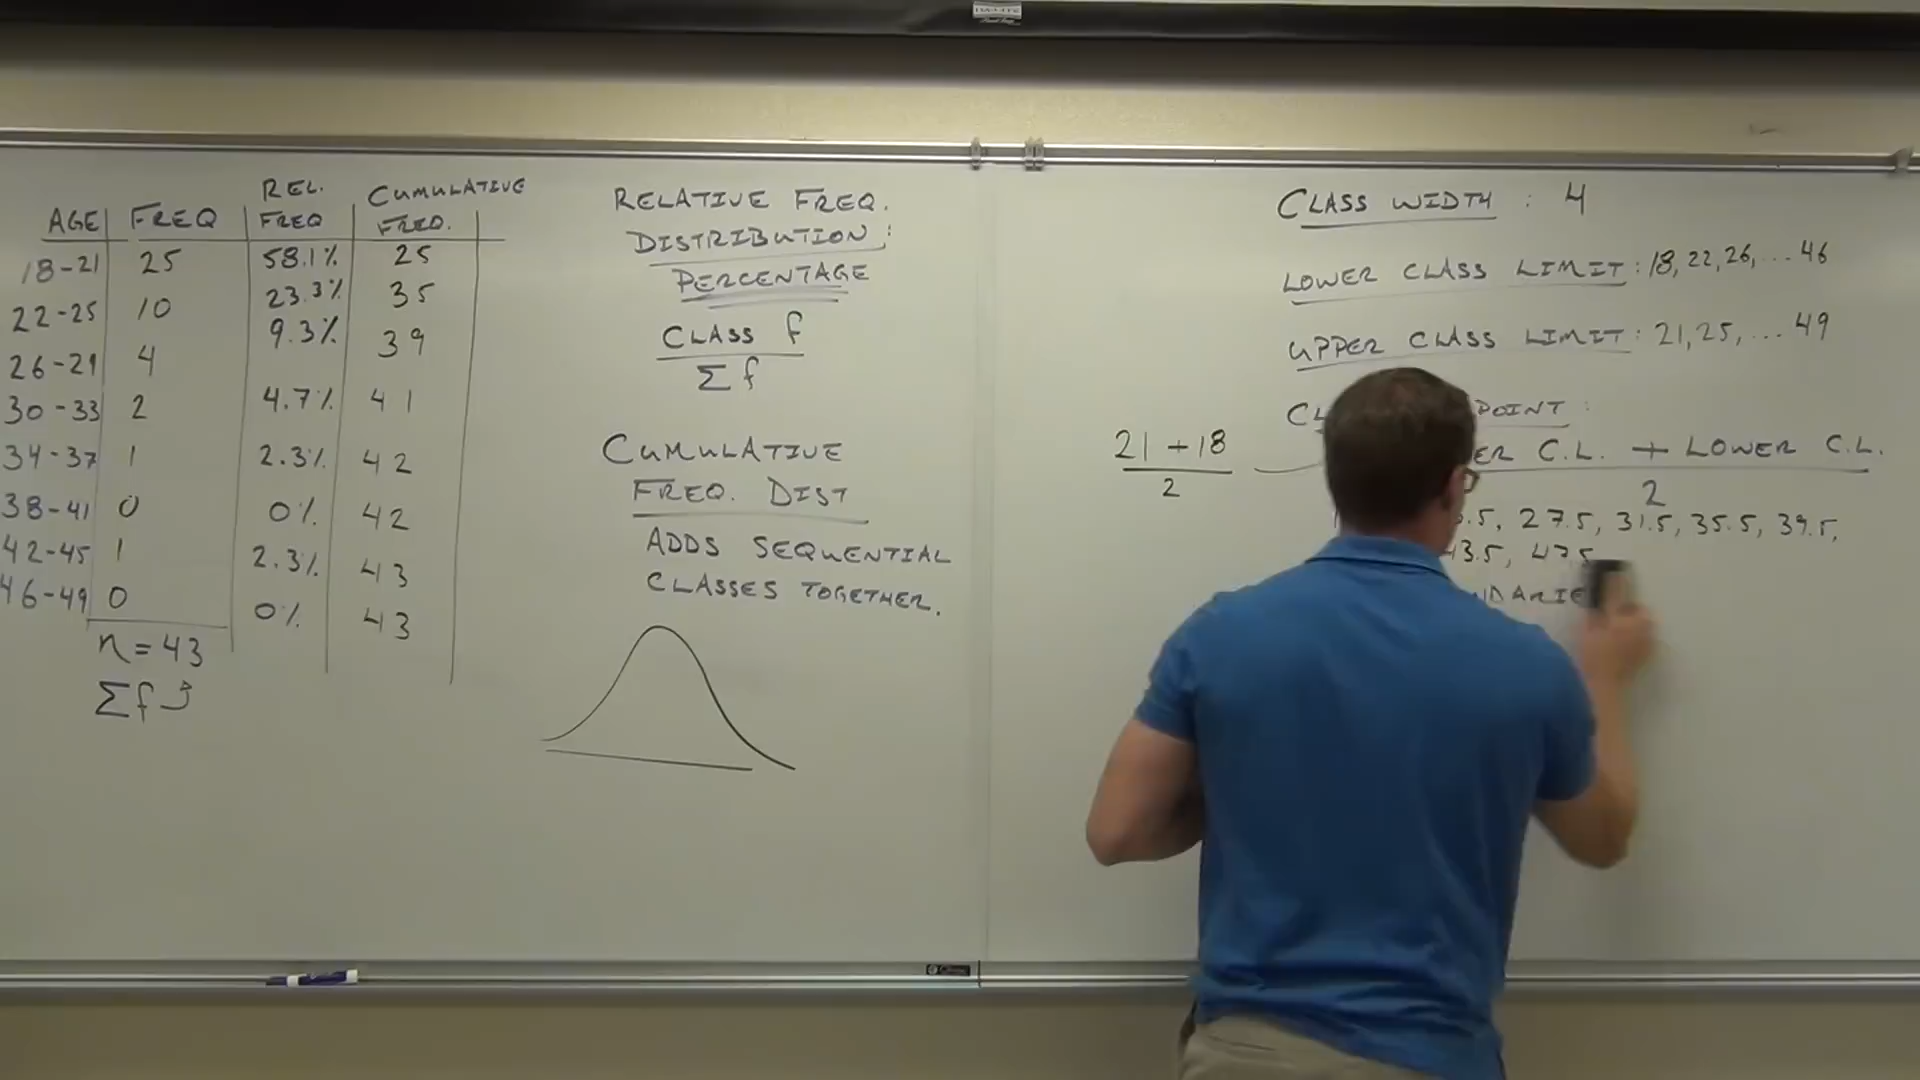 AGE FREQ REL. FREQ CUMULATIVE FREQ.
18-21 25 58.1% 25
22-25 10 23.3% 35
26-29 4 9.3% 39
30-33 2 4.7% 41
34-37 1 2.3% 42
38-41 0 0% 42
42-45 1 2.3% 43
46-49 0 0% 43
n = 43
Σf
RELATIVE FREQ.
DISTRIBUTION:
PERCENTAGE
CLASS f
Σ f
CUMULATIVE
FREQ. DIST
ADDS SEQUENTIAL
CLASSES TOGETHER.
CLASS WIDTH : 4
LOWER CLASS LIMIT: 18, 22, 26, ... 46
UPPER CLASS LIMIT: 21, 25, ... 49
POINT:
ER C.L. + LOWER C.L.
2
21 + 18
2
.5, 27.5, 31.5, 35.5, 39.5,
43.5, 47.5
NDARIE